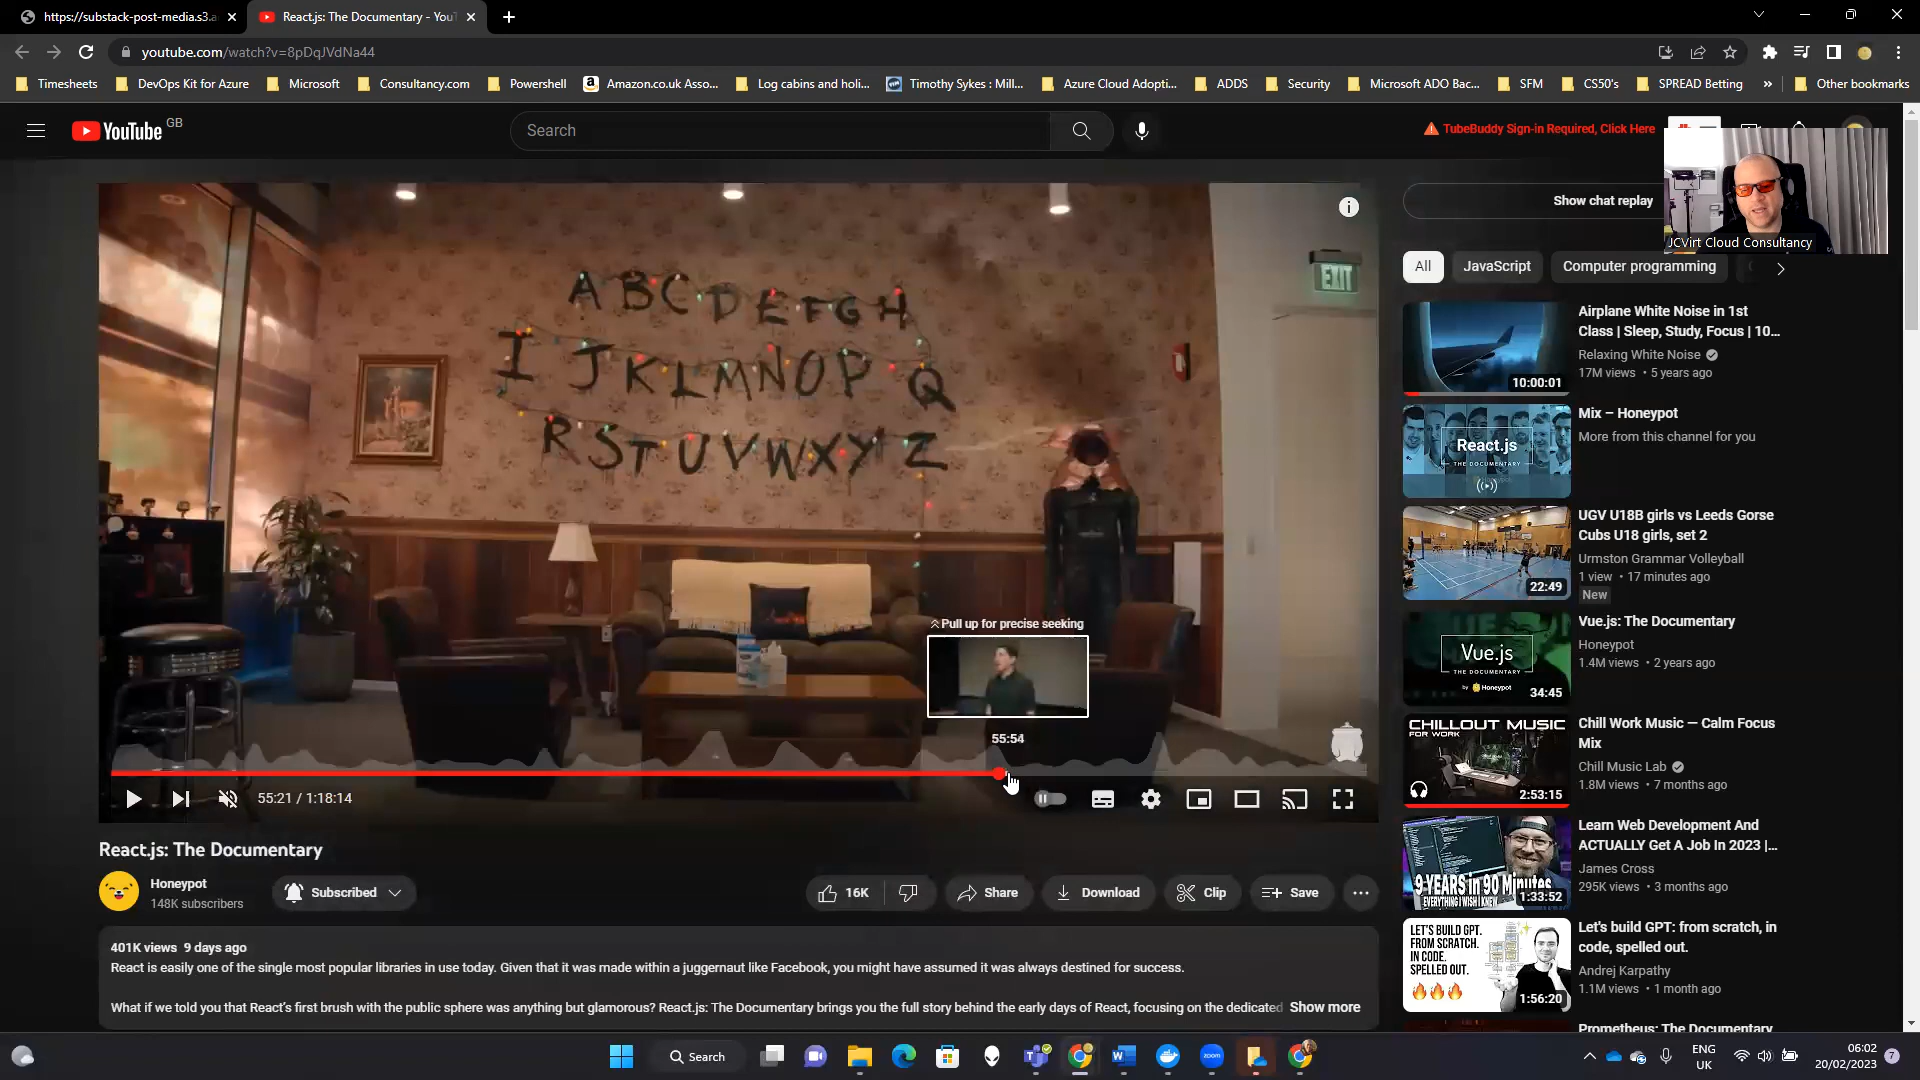 https://substack-post-media.s3.a
React.js: The Documentary - YouT
youtube.com/watch?v=8pDqJVdNa44
Timesheets
DevOps Kit for Azure
Microsoft
Consultancy.com
Powershell
Amazon.co.uk Asso...
Log cabins and holi...
Timothy Sykes : Mill...
Azure Cloud Adopti...
ADDS
Security
Microsoft ADO Bac...
SFM
CS50's
SPREAD Betting
»
Other bookmarks
YouTube GB
Search
TubeBuddy Sign-in Required, Click Here
JCVirt Cloud Consultancy
ABCDEFGH
IJKLMNOPQ
RSTUVWXYZ
EXIT
Pull up for precise seeking
55:54
55:21 / 1:18:14
React.js: The Documentary
Honeypot
148K subscribers
Subscribed
16K
Share
Download
Clip
Save
401K views 9 days ago
React is easily one of the single most popular libraries in use today. Given that it was made within a juggernaut like Facebook, you might have assumed it was always destined for success.
What if we told you that React's first brush with the public sphere was anything but glamorous? React.js: The Documentary brings you the full story behind the early days of React, focusing on the dedicated Show more
Show chat replay
All
JavaScript
Computer programming
Airplane White Noise in 1st
Class | Sleep, Study, Focus | 10...
Relaxing White Noise
17M views • 5 years ago
10:00:01
React.js
THE DOCUMENTARY
Mix – Honeypot
More from this channel for you
UGV U18B girls vs Leeds Gorse
Cubs U18 girls, set 2
Urmston Grammar Volleyball
1 view • 17 minutes ago
New
22:49
Vue.js
THE DOCUMENTARY
by Honeypot
34:45
Vue.js: The Documentary
Honeypot
1.4M views • 2 years ago
CHILLOUT MUSIC
FOR WORK
2:53:15
Chill Work Music — Calm Focus
Mix
Chill Music Lab
1.8M views • 7 months ago
9 YEARS in 90 Minutes
EVERYTHING I WISH I KNEW
1:33:52
Learn Web Development And
ACTUALLY Get A Job In 2023 |...
James Cross
295K views • 3 months ago
LET'S BUILD GPT.
FROM SCRATCH.
IN CODE.
SPELLED OUT.
1:56:20
Let's build GPT: from scratch, in
code, spelled out.
Andrej Karpathy
1.1M views • 1 month ago
Prometheus: The Documentary
Search
zoom
ENG
UK
06:02
20/02/2023
7